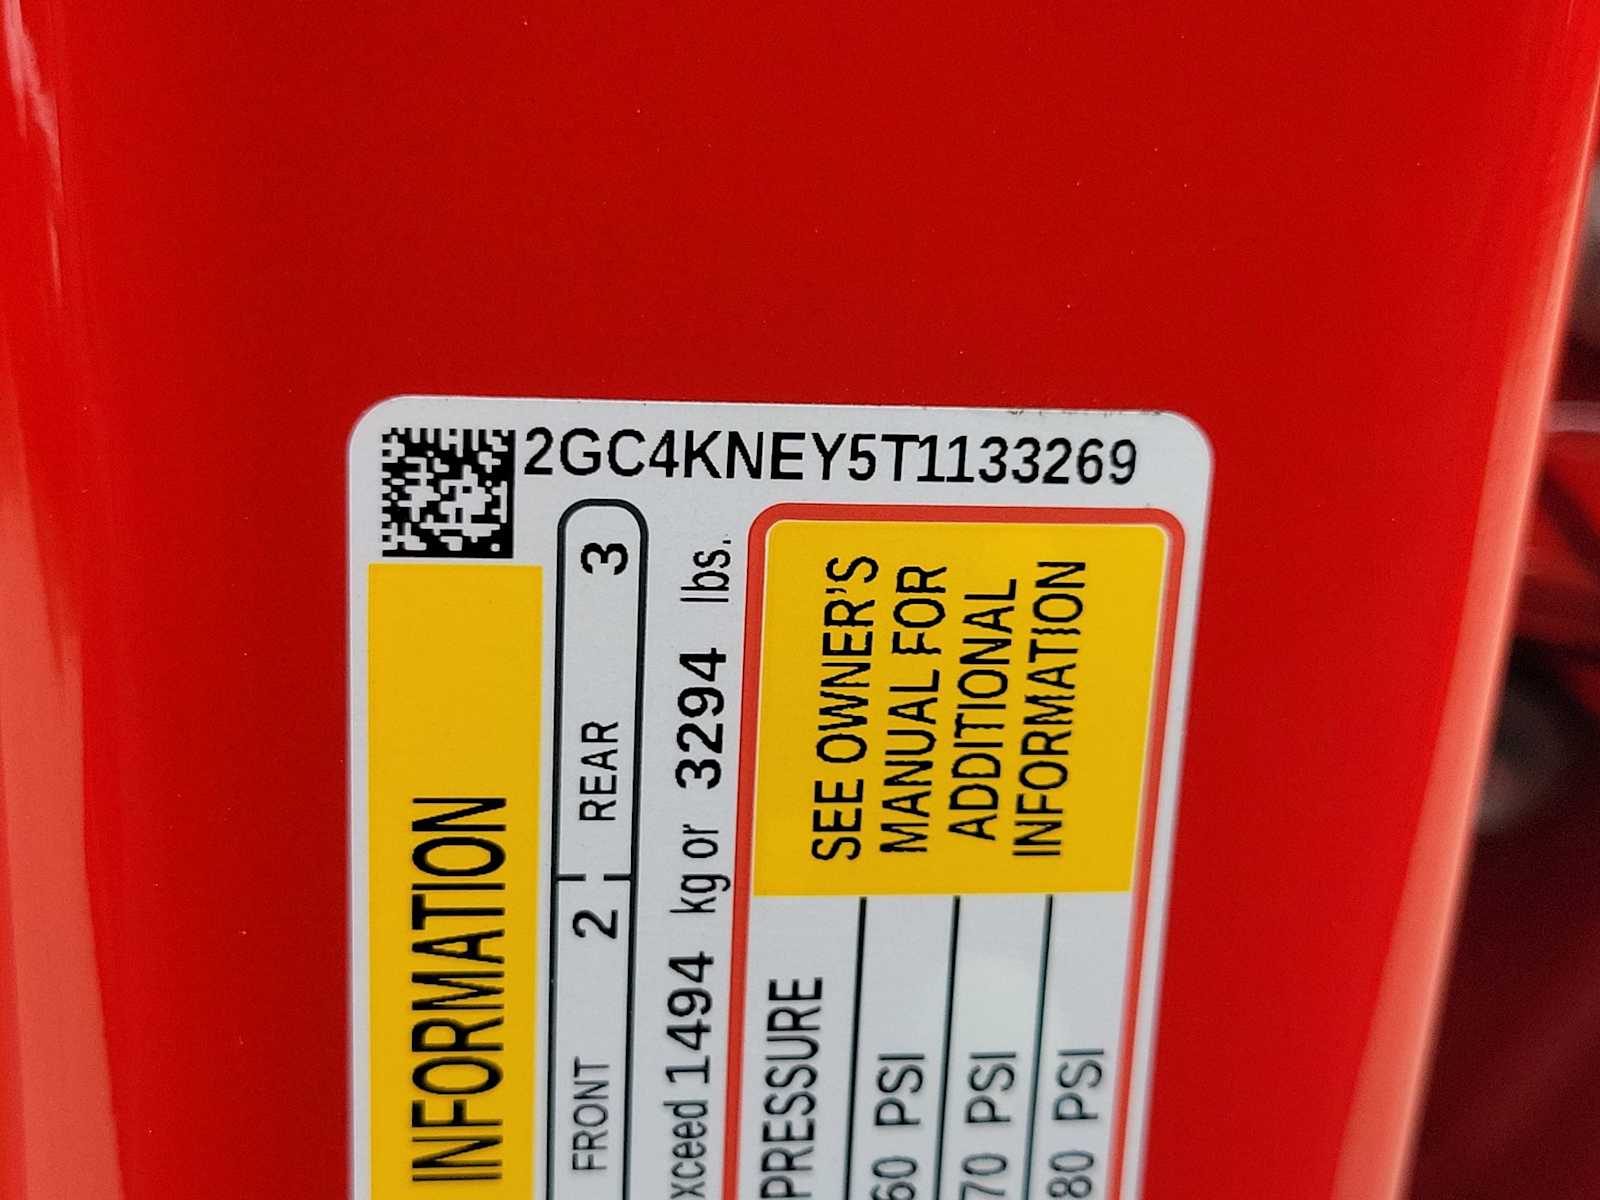 2GC4KNEY5T1133269
INFORMATION
FRONT 2 REAR 3
xceed 1494 kg or 3294 lbs.
PRESSURE
60 PSI
70 PSI
80 PSI
SEE OWNER'S
MANUAL FOR
ADDITIONAL
INFORMATION